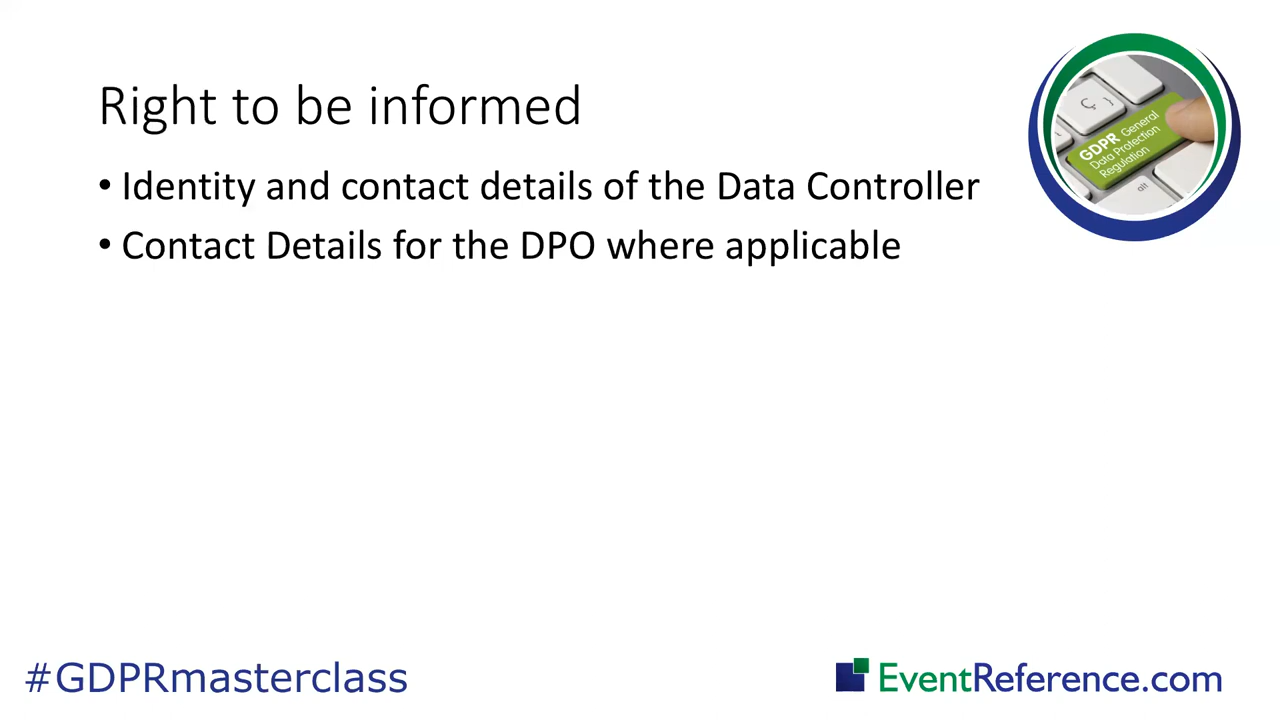 Right to be informed
• Identity and contact details of the Data Controller
• Contact Details for the DPO where applicable
GDPR General
Data Protection
Regulation
alt
#GDPRmasterclass
EventReference.com